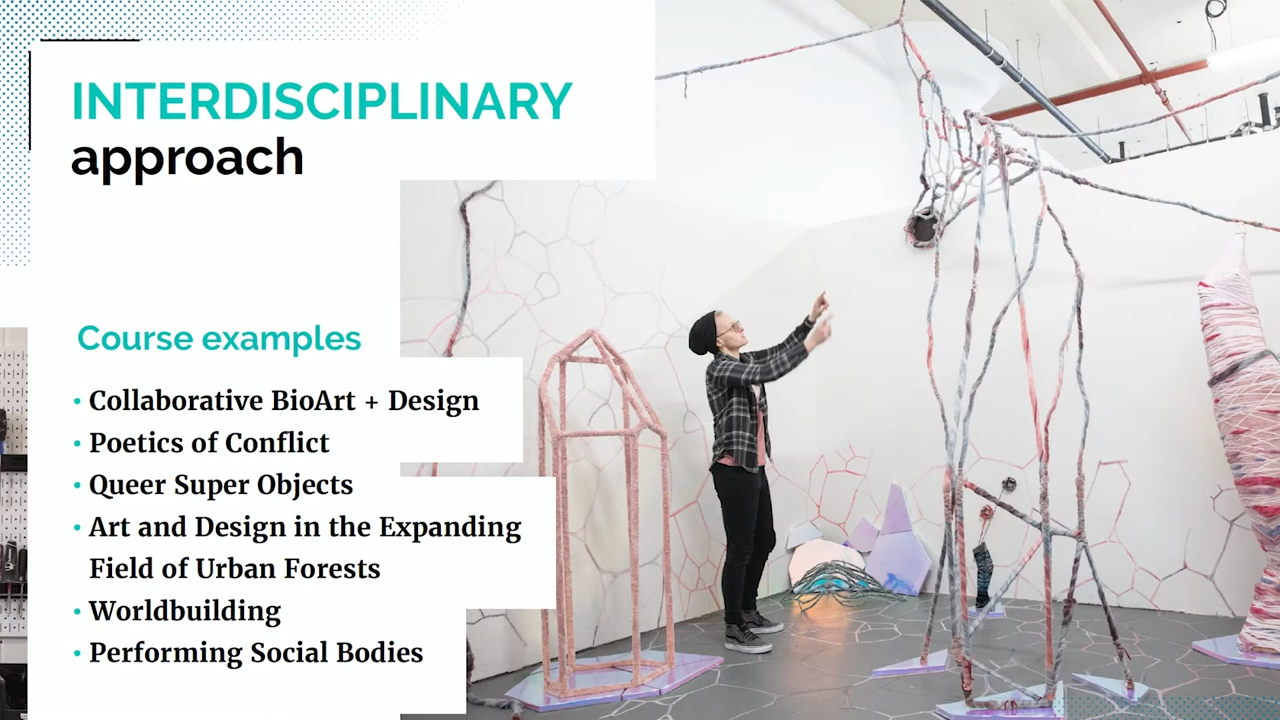 INTERDISCIPLINARY
approach
Course examples
• Collaborative BioArt + Design
• Poetics of Conflict
• Queer Super Objects
• Art and Design in the Expanding
Field of Urban Forests
• Worldbuilding
• Performing Social Bodies